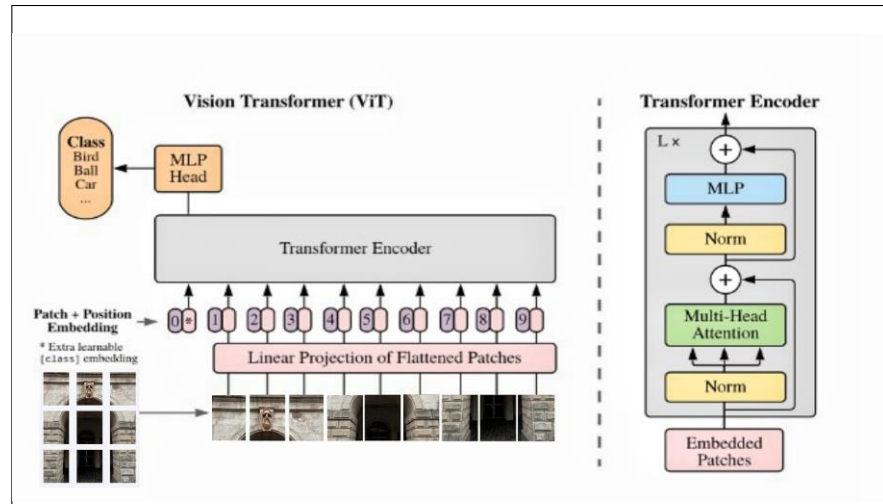 Vision Transformer (ViT)
Class
Bird
Ball
Car
...
MLP
Head
Transformer Encoder
Patch + Position
Embedding
0 * 1 2 3 4 5 6 7 8 9
* Extra learnable
[class] embedding
Linear Projection of Flattened Patches
Transformer Encoder
L ×
+
MLP
Norm
+
Multi-Head
Attention
Norm
Embedded
Patches